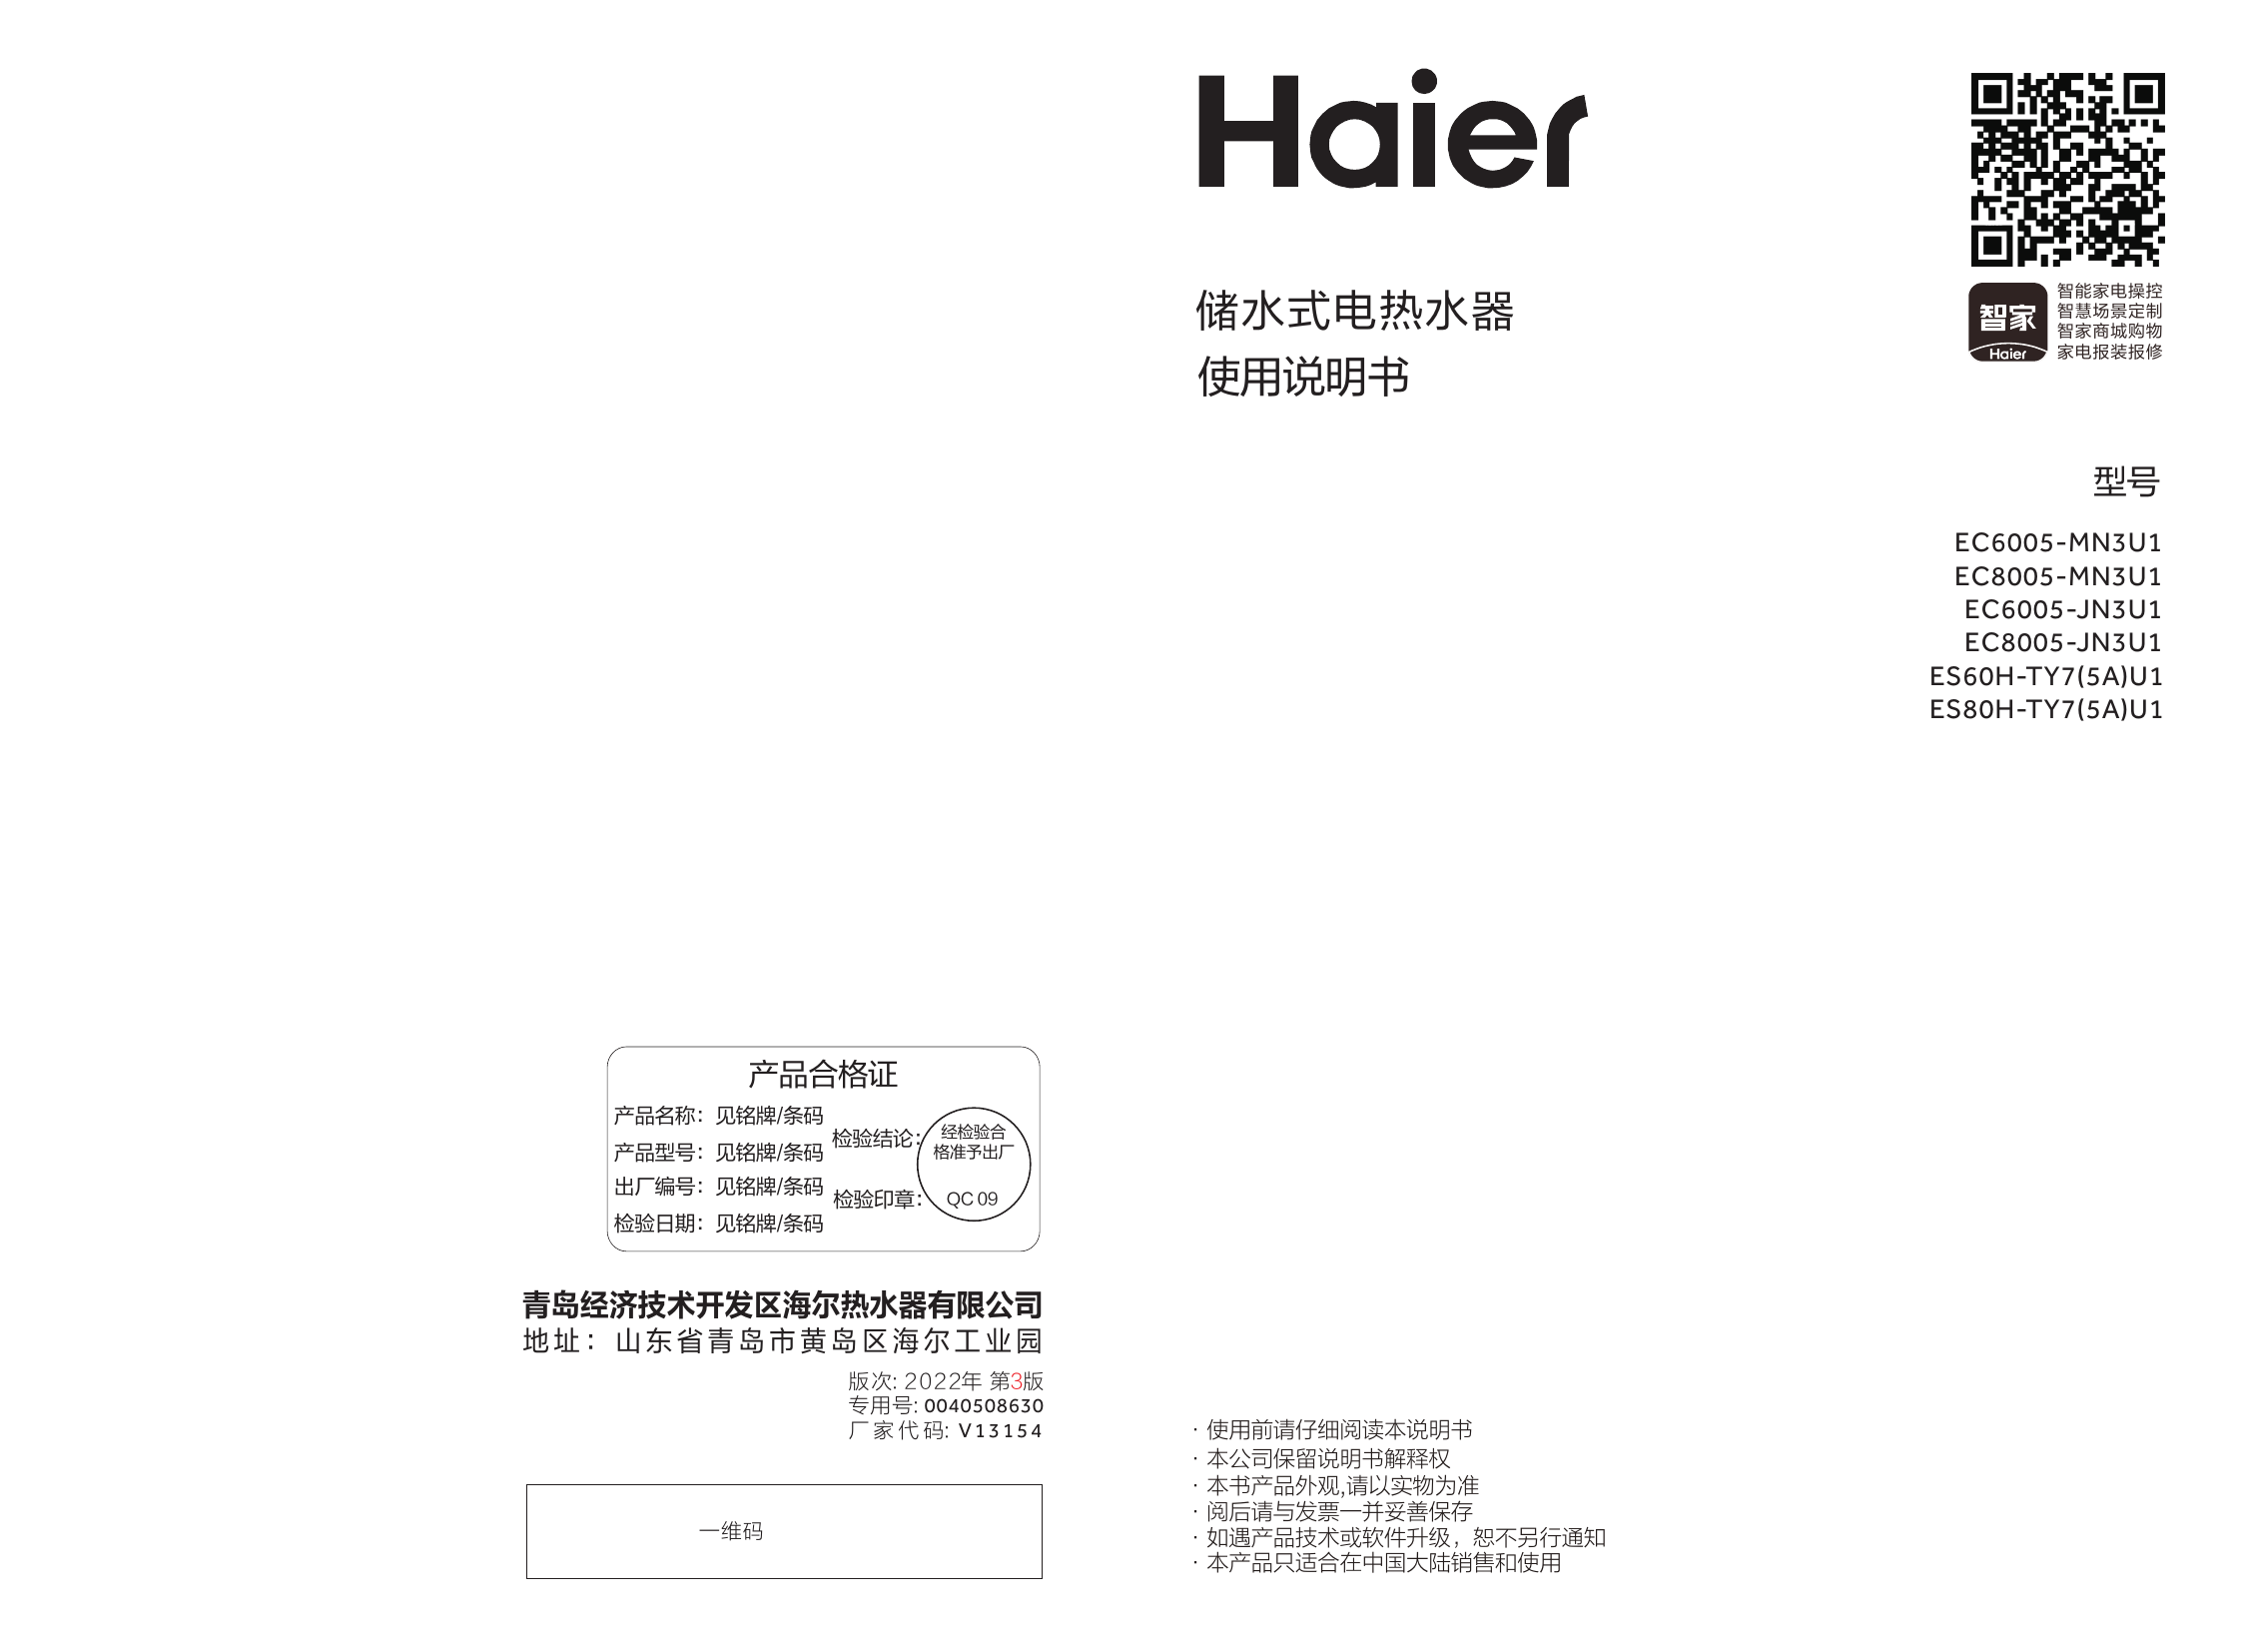 Haier
储水式电热水器
使用说明书
智家
Haier
智能家电操控
智慧场景定制
智家商城购物
家电报装报修
型号
EC6005-MN3U1
EC8005-MN3U1
EC6005-JN3U1
EC8005-JN3U1
ES60H-TY7(5A)U1
ES80H-TY7(5A)U1
· 使用前请仔细阅读本说明书
· 本公司保留说明书解释权
· 本书产品外观,请以实物为准
· 阅后请与发票一并妥善保存
· 如遇产品技术或软件升级，恕不另行通知
· 本产品只适合在中国大陆销售和使用
产品合格证
产品名称：见铭牌/条码
产品型号：见铭牌/条码
出厂编号：见铭牌/条码
检验日期：见铭牌/条码
检验结论：
经检验合
格准予出厂
检验印章：
QC 09
青岛经济技术开发区海尔热水器有限公司
地址：山东省青岛市黄岛区海尔工业园
版次: 2022年 第3版
专用号: 0040508630
厂家代码: V13154
一维码